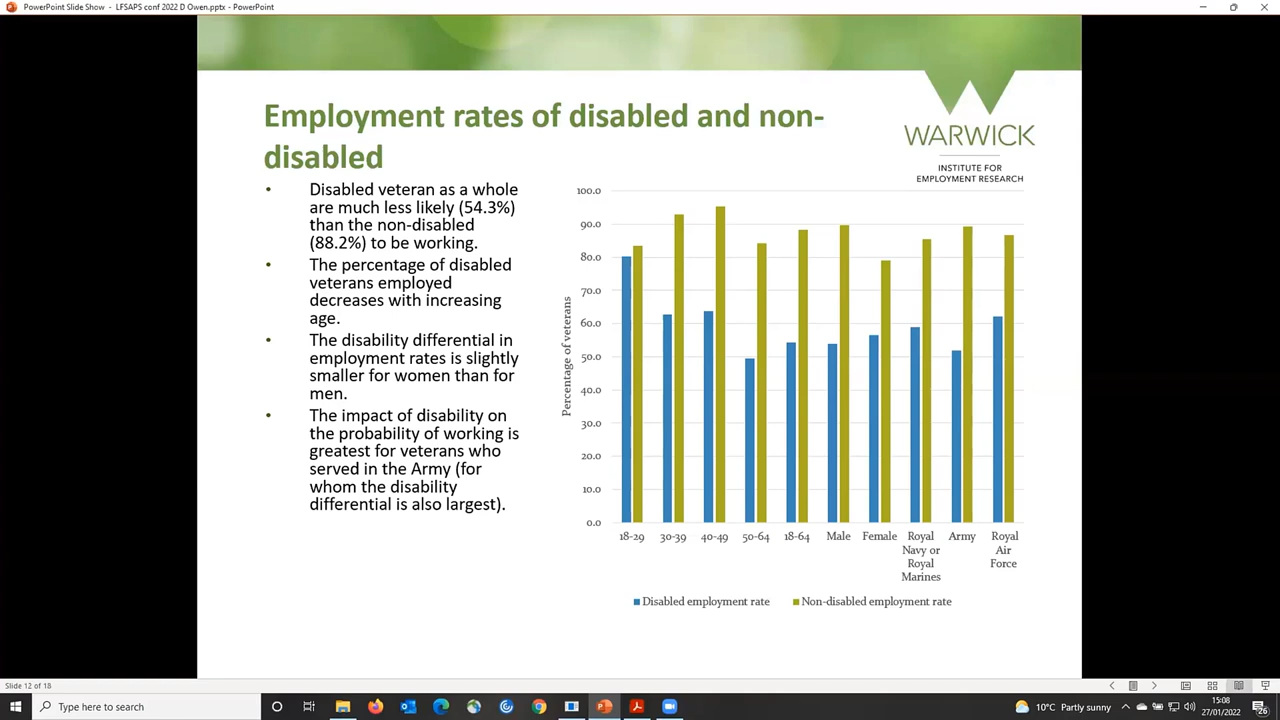 PowerPoint Slide Show - LFSAPS conf 2022 D Owen.pptx - PowerPoint
Employment rates of disabled and non-
disabled
WARWICK
INSTITUTE FOR
EMPLOYMENT RESEARCH
• Disabled veteran as a whole
are much less likely (54.3%)
than the non-disabled
(88.2%) to be working.
• The percentage of disabled
veterans employed
decreases with increasing
age.
• The disability differential in
employment rates is slightly
smaller for women than for
men.
• The impact of disability on
the probability of working is
greatest for veterans who
served in the Army (for
whom the disability
differential is also largest).
Percentage of veterans
100.0
90.0
80.0
70.0
60.0
50.0
40.0
30.0
20.0
10.0
0.0
18-29
30-39
40-49
50-64
18-64
Male
Female
Royal
Navy or
Royal
Marines
Army
Royal
Air
Force
Disabled employment rate
Non-disabled employment rate
Slide 12 of 18
Type here to search
10°C Partly sunny
15:08
27/01/2022
26